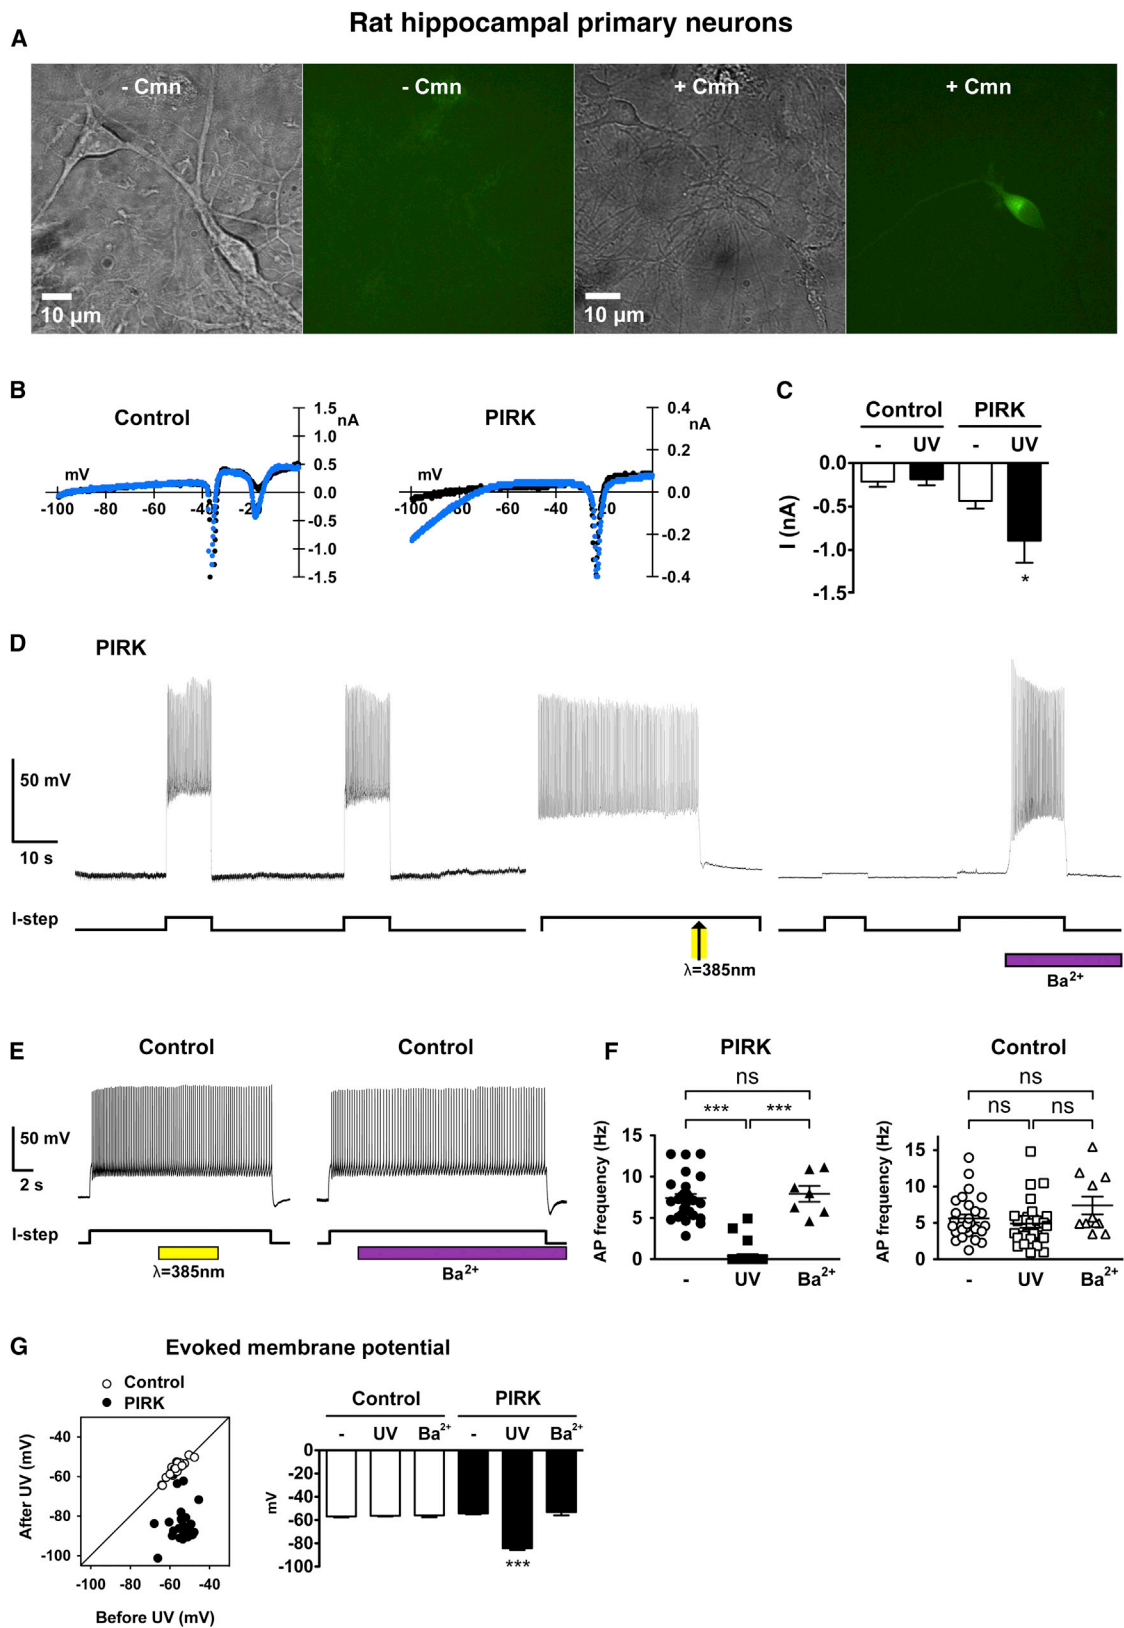 Rat hippocampal primary neurons
A
- Cmn
- Cmn
+ Cmn
+ Cmn
10 µm
10 µm
B
Control
1.5
nA
1.0
0.5
0.0
-0.5
-1.0
-1.5
mV
-100
-80
-60
-40
-20
PIRK
0.4
nA
0.2
0.0
-0.2
-0.4
mV
-100
80
-60
-40
20
C
Control
PIRK
-
UV
-
UV
0.0
-0.5
-1.0
-1.5
I (nA)
*
D
PIRK
50 mV
10 s
I-step
λ=385nm
Ba2+
E
Control
Control
50 mV
2 s
I-step
λ=385nm
Ba2+
F
PIRK
ns
***
***
15
10
5
0
AP frequency (Hz)
-
UV
Ba2+
Control
ns
ns
ns
15
10
5
0
AP frequency (Hz)
-
UV
Ba2+
G
Evoked membrane potential
Control
PIRK
-40
-60
-80
-100
After UV (mV)
-100
-80
-60
-40
Before UV (mV)
Control
PIRK
-
UV
Ba2+
-
UV
Ba2+
0
-20
-40
-60
-80
-100
mV
***